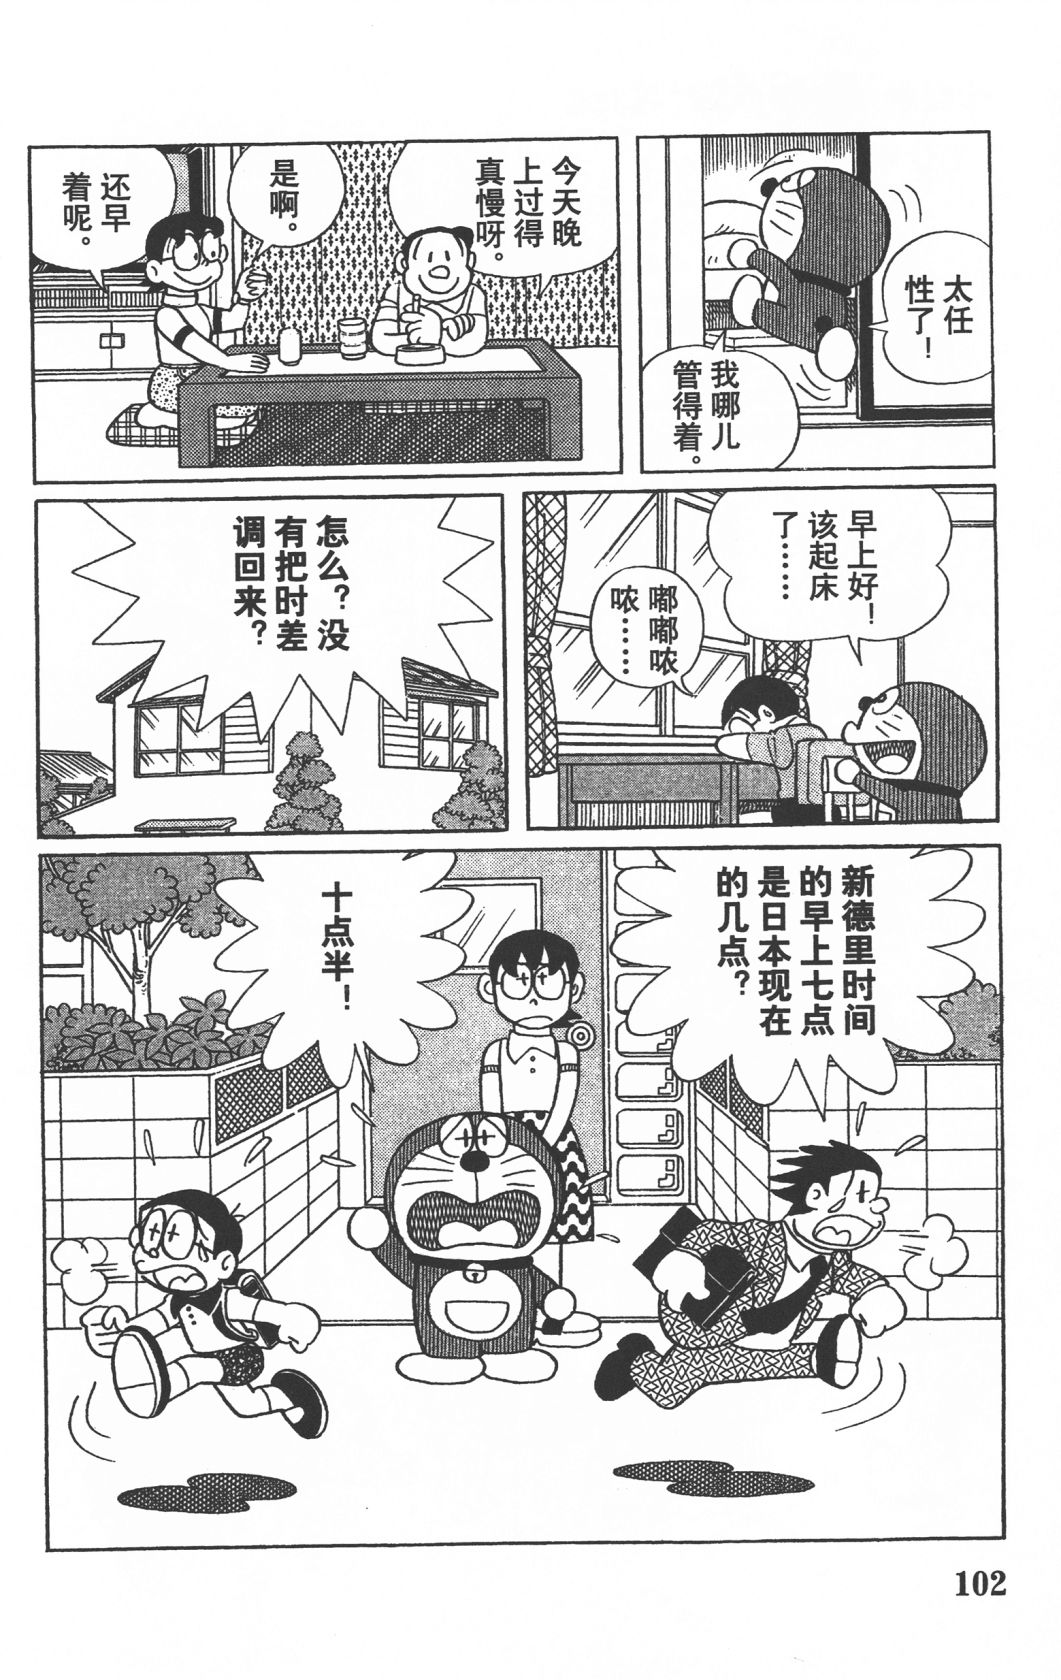 太任
性了！
我哪儿
管得着。
今天晚
上过得
真慢呀。
是啊。
还早
着呢。
早上好！
该起床
了……
嘟嘟哝
哝……
怎么？没
有把时差
调回来？
新德里时间
的早上七点
是日本现在
的几点？
十点半！
102